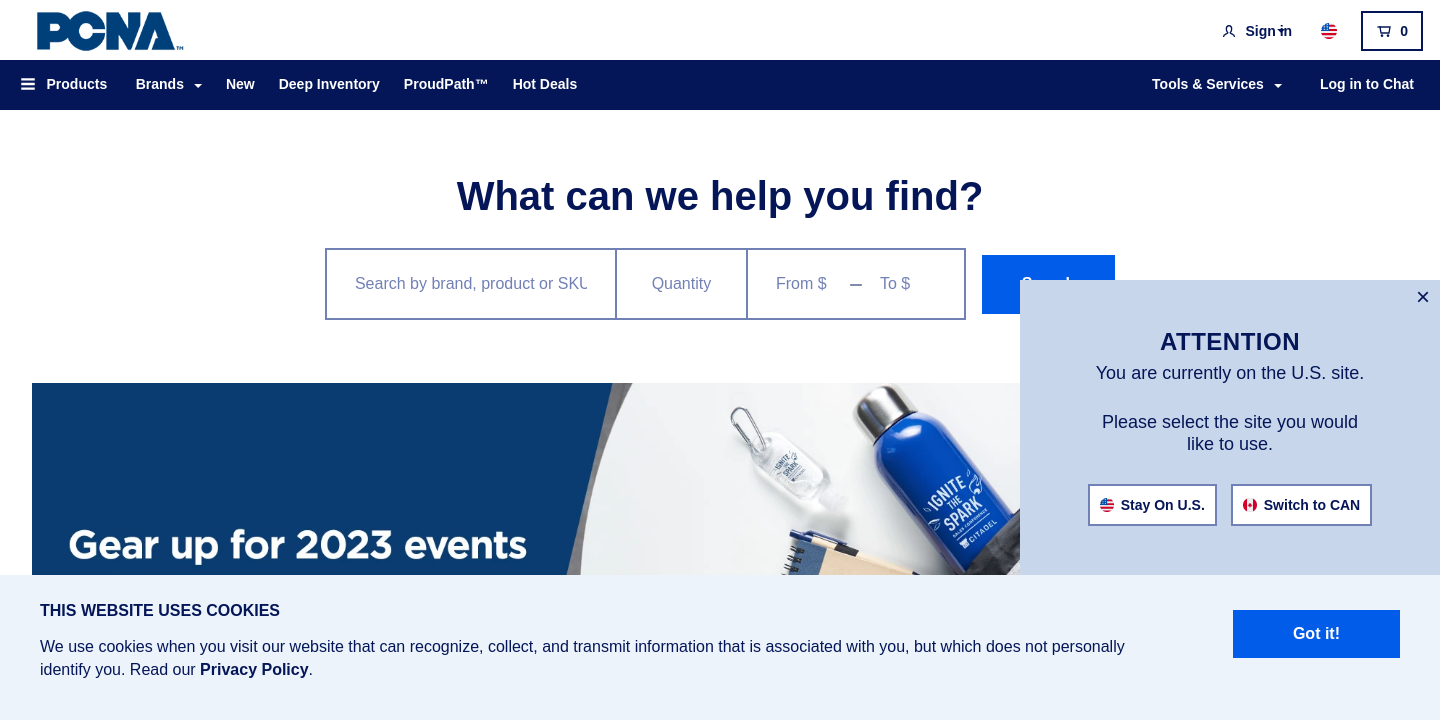 PCNA™
Sign in
0
Products
Brands
New
Deep Inventory
ProudPath™
Hot Deals
Tools & Services
Log in to Chat
What can we help you find?
Search by brand, product or SKU
Quantity
From $
–
To $
×
ATTENTION
You are currently on the U.S. site.
Please select the site you would
like to use.
Stay On U.S.
Switch to CAN
IGNITE
THE
SPARK
IGNITE
THE
SPARK
CITADEL
Gear up for 2023 events
THIS WEBSITE USES COOKIES
We use cookies when you visit our website that can recognize, collect, and transmit information that is associated with you, but which does not personally
identify you. Read our Privacy Policy.
Got it!